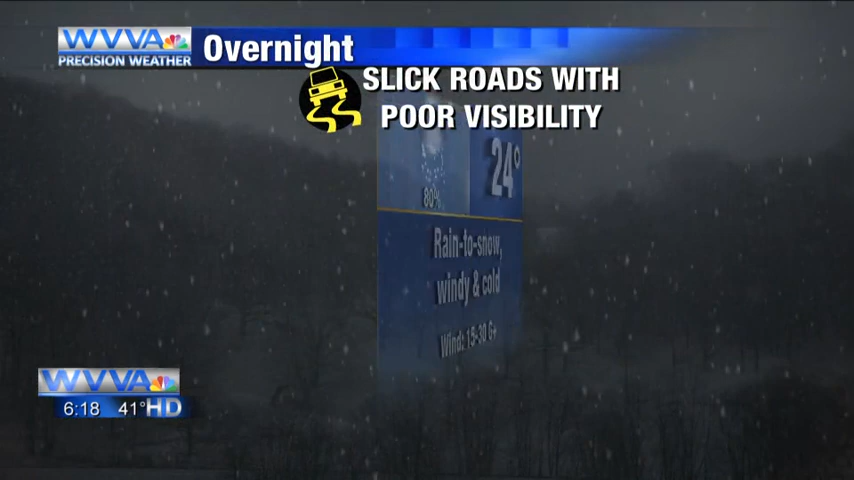 WVVA
PRECISION WEATHER
Overnight
SLICK ROADS WITH
POOR VISIBILITY
24°
80%
Rain-to-snow,
windy & cold
Wind: 15-30 G+
WVVA
6:18 41° HD